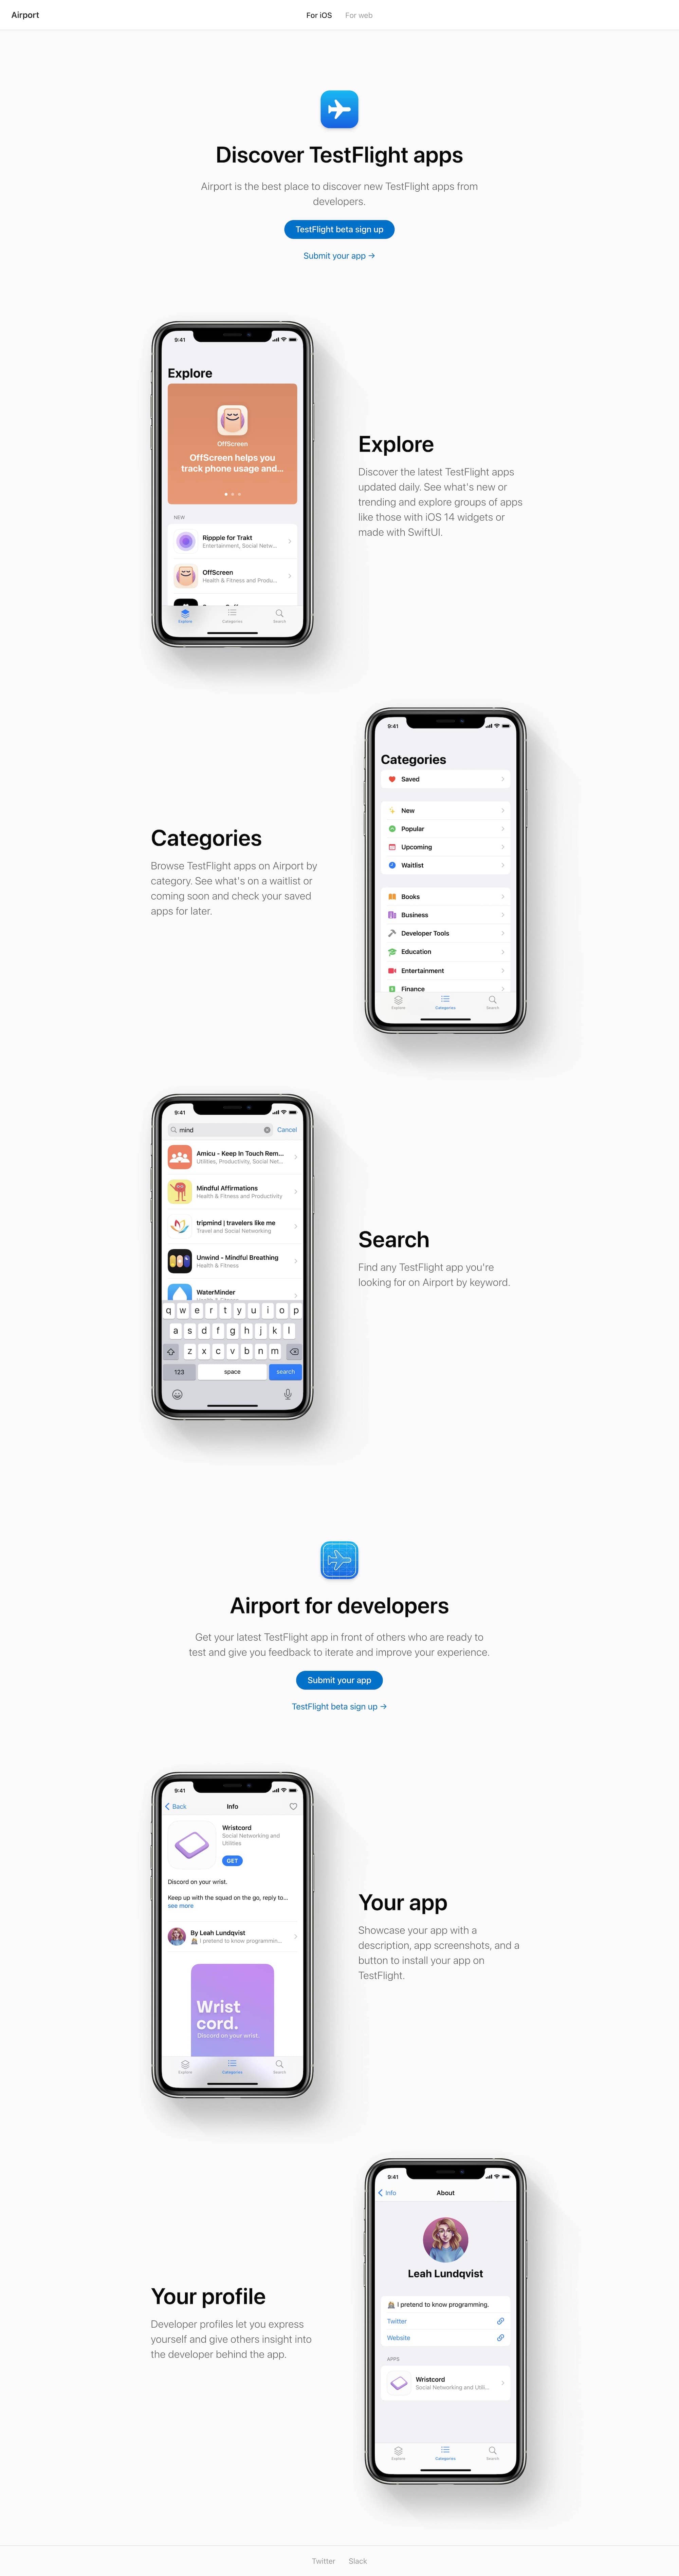 Airport
For iOS
For web
Discover TestFlight apps
Airport is the best place to discover new TestFlight apps from
developers.
TestFlight beta sign up
Submit your app →
9:41
Explore
OffScreen
OffScreen helps you
track phone usage and...
NEW
Rippple for Trakt
Entertainment, Social Netw...
OffScreen
Health & Fitness and Produ...
Explore
Categories
Search
Explore
Discover the latest TestFlight apps
updated daily. See what's new or
trending and explore groups of apps
like those with iOS 14 widgets or
made with SwiftUI.
Categories
Browse TestFlight apps on Airport by
category. See what's on a waitlist or
coming soon and check your saved
apps for later.
9:41
Categories
Saved
New
Popular
Upcoming
Waitlist
Books
Business
Developer Tools
Education
Entertainment
Finance
Explore
Categories
Search
9:41
mind
Cancel
Amicu - Keep In Touch Rem...
Utilities, Productivity, Social Net...
Mindful Affirmations
Health & Fitness and Productivity
tripmind | travelers like me
Travel and Social Networking
Unwind - Mindful Breathing
Health & Fitness
WaterMinder
q w e r t y u i o p
a s d f g h j k l
z x c v b n m
123
space
search
Search
Find any TestFlight app you're
looking for on Airport by keyword.
Airport for developers
Get your latest TestFlight app in front of others who are ready to
test and give you feedback to iterate and improve your experience.
Submit your app
TestFlight beta sign up →
9:41
Back
Info
Wristcord
Social Networking and
Utilities
GET
Discord on your wrist.
Keep up with the squad on the go, reply to...
see more
By Leah Lundqvist
I pretend to know programmin...
Wrist
cord.
Discord on your wrist.
Explore
Categories
Search
Your app
Showcase your app with a
description, app screenshots, and a
button to install your app on
TestFlight.
Your profile
Developer profiles let you express
yourself and give others insight into
the developer behind the app.
9:41
Info
About
Leah Lundqvist
I pretend to know programming.
Twitter
Website
APPS
Wristcord
Social Networking and Utili...
Explore
Categories
Search
Twitter
Slack